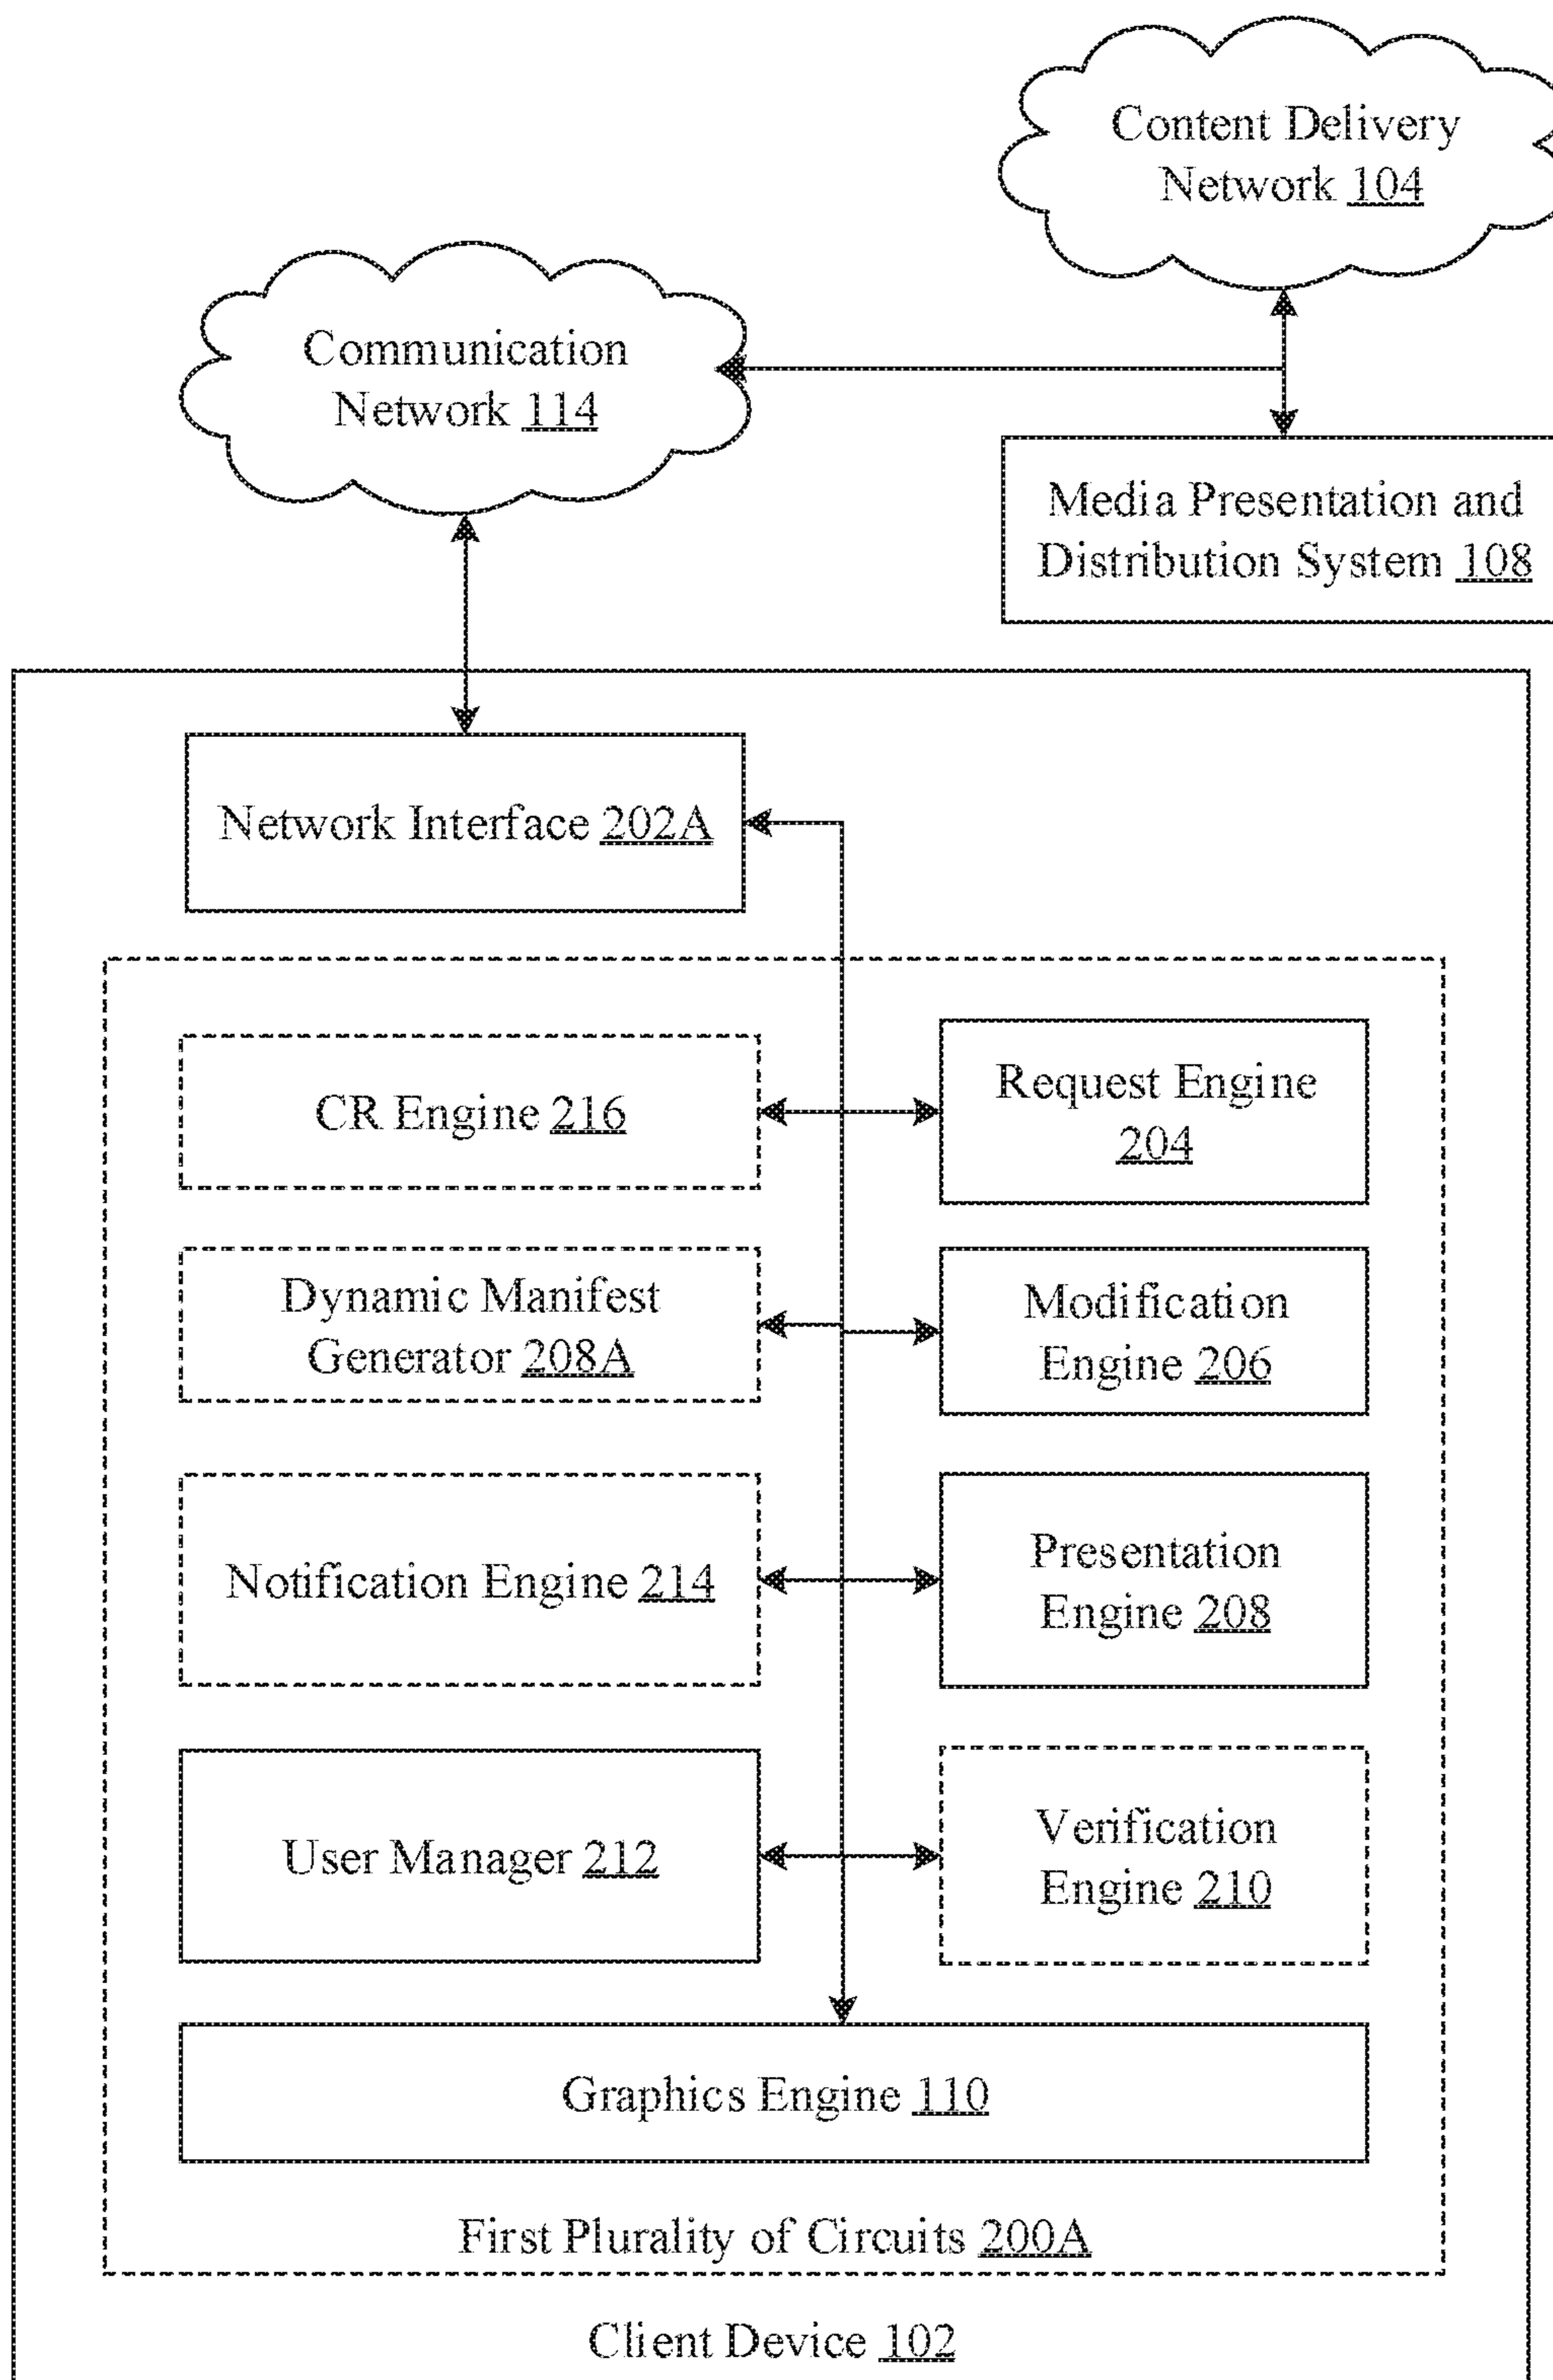 Content Delivery
Network 104
Communication
Network 114
Media Presentation and
Distribution System 108
Network Interface 202A
CR Engine 216
Request Engine
204
Dynamic Manifest
Generator 208A
Modification
Engine 206
Notification Engine 214
Presentation
Engine 208
User Manager 212
Verification
Engine 210
Graphics Engine 110
First Plurality of Circuits 200A
Client Device 102